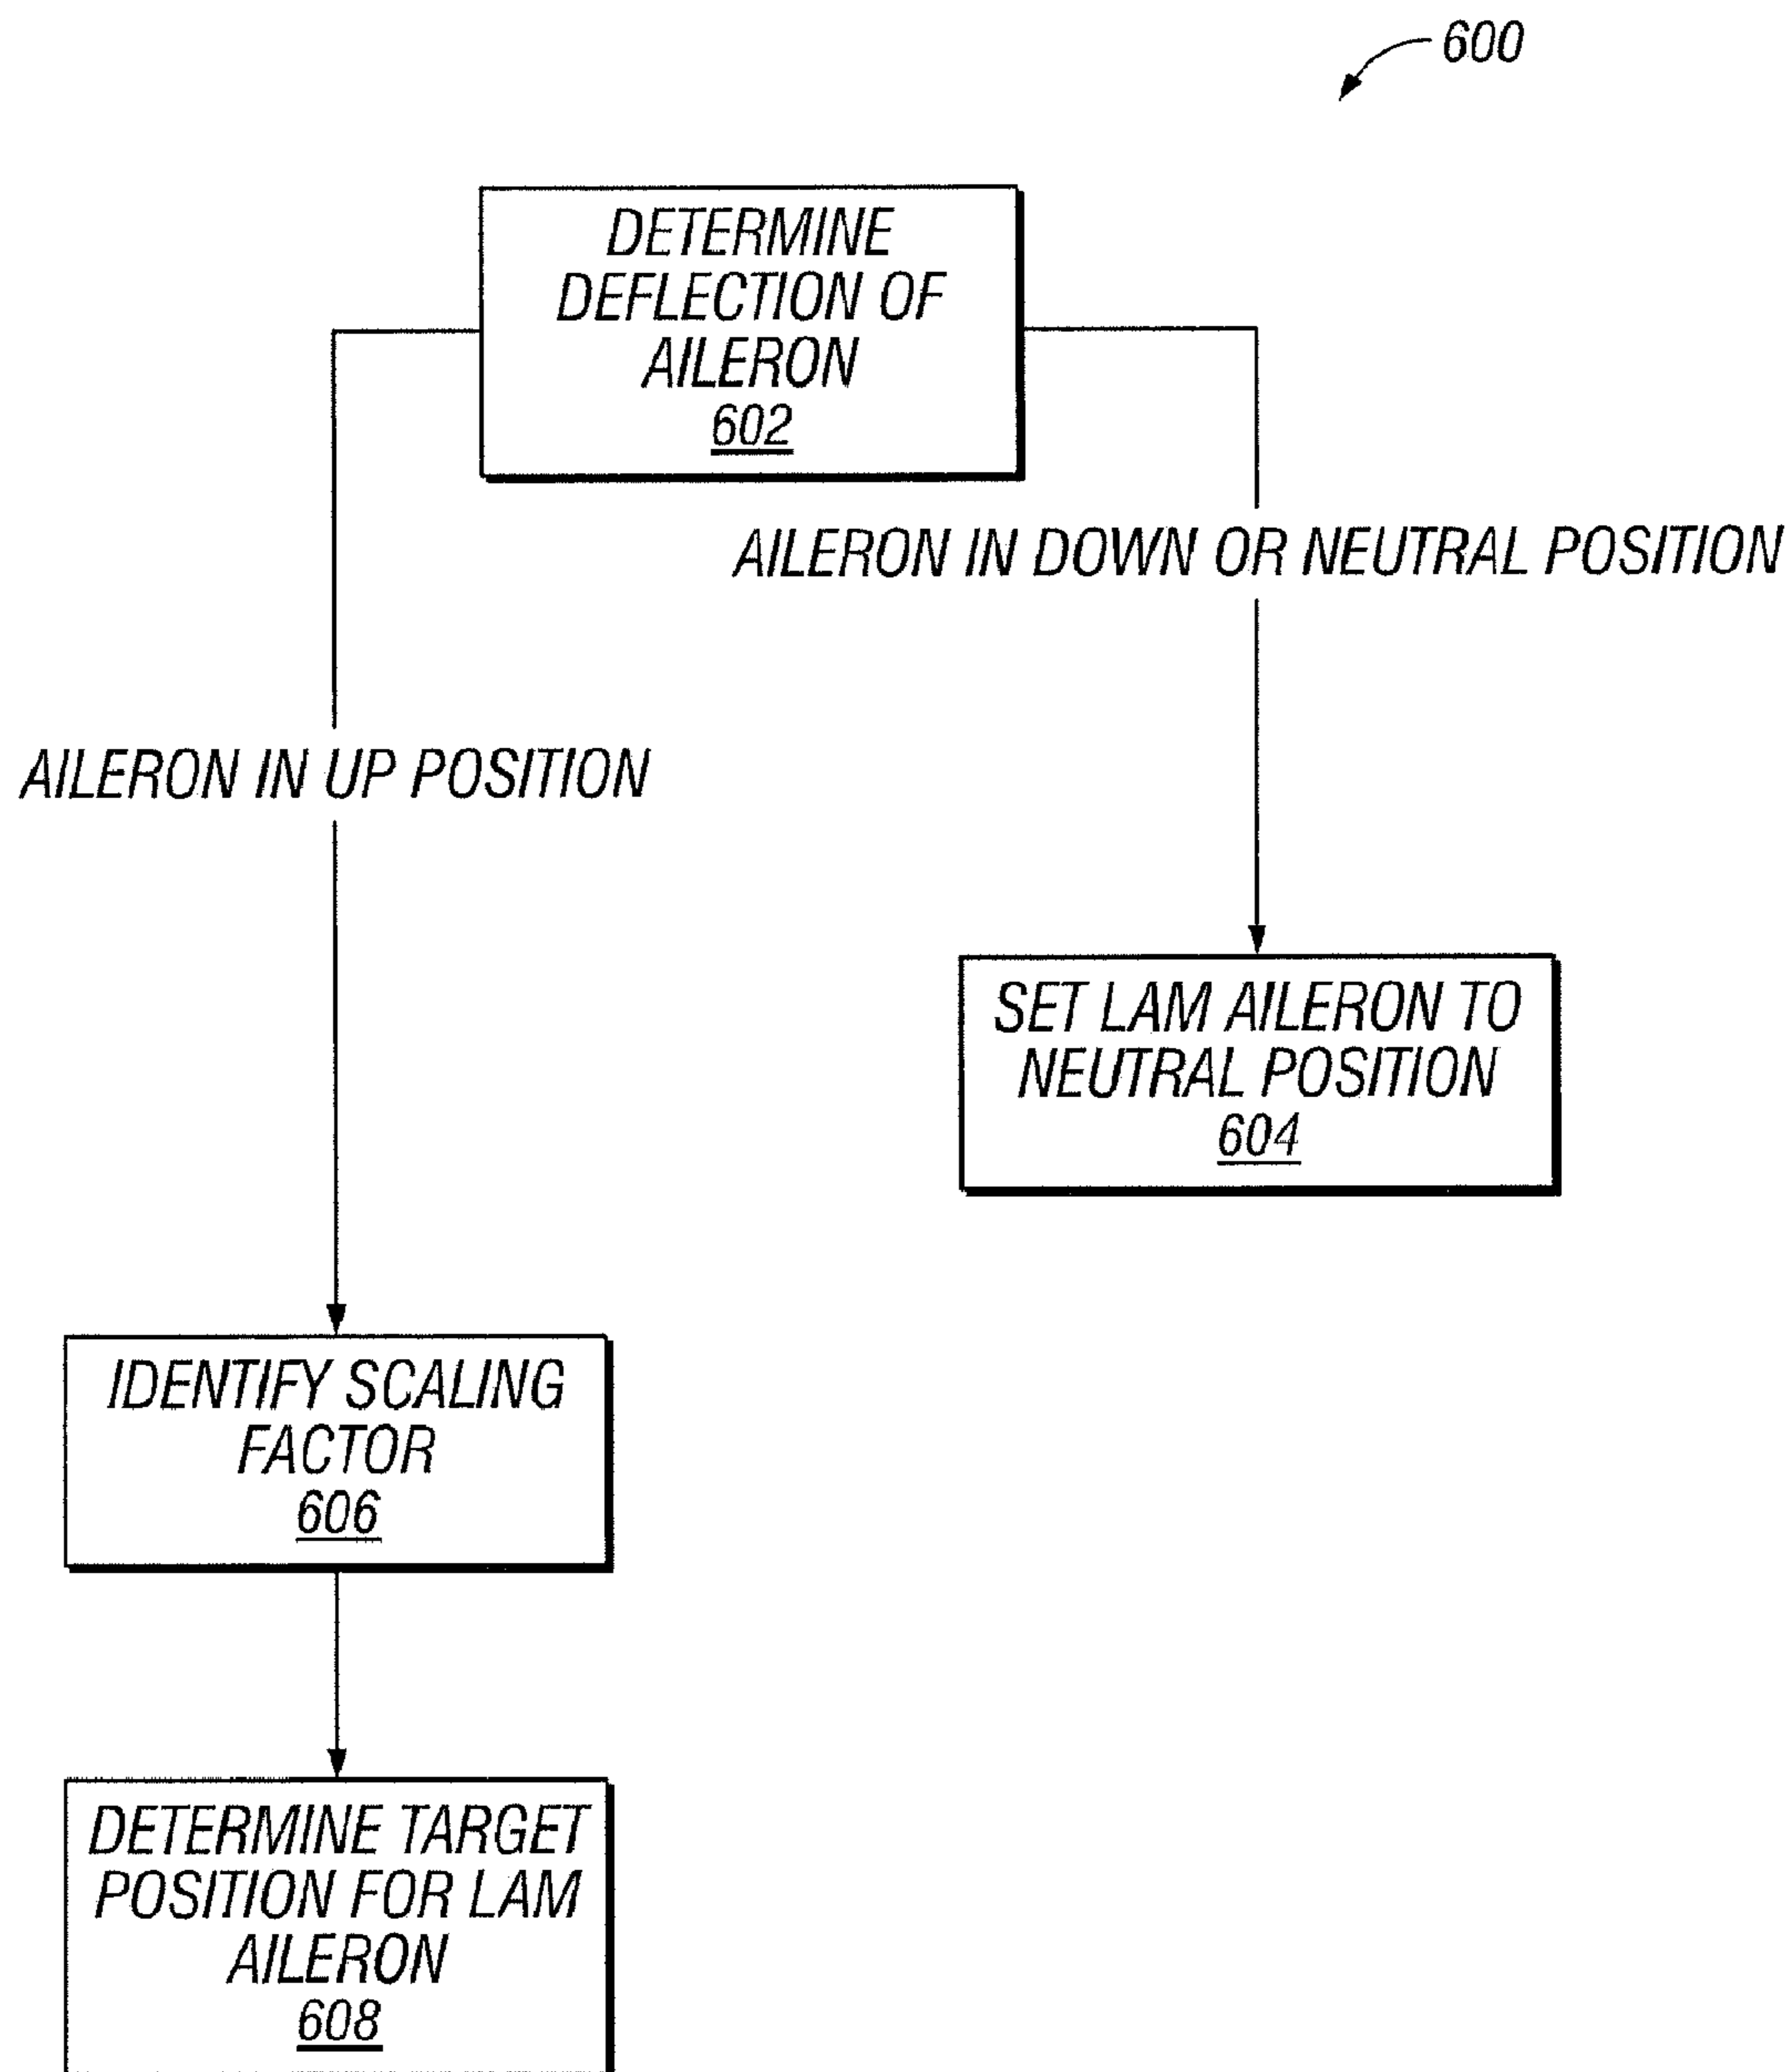 600
DETERMINE
DEFLECTION OF
AILERON
602
AILERON IN DOWN OR NEUTRAL POSITION
AILERON IN UP POSITION
SET LAM AILERON TO
NEUTRAL POSITION
604
IDENTIFY SCALING
FACTOR
606
DETERMINE TARGET
POSITION FOR LAM
AILERON
608